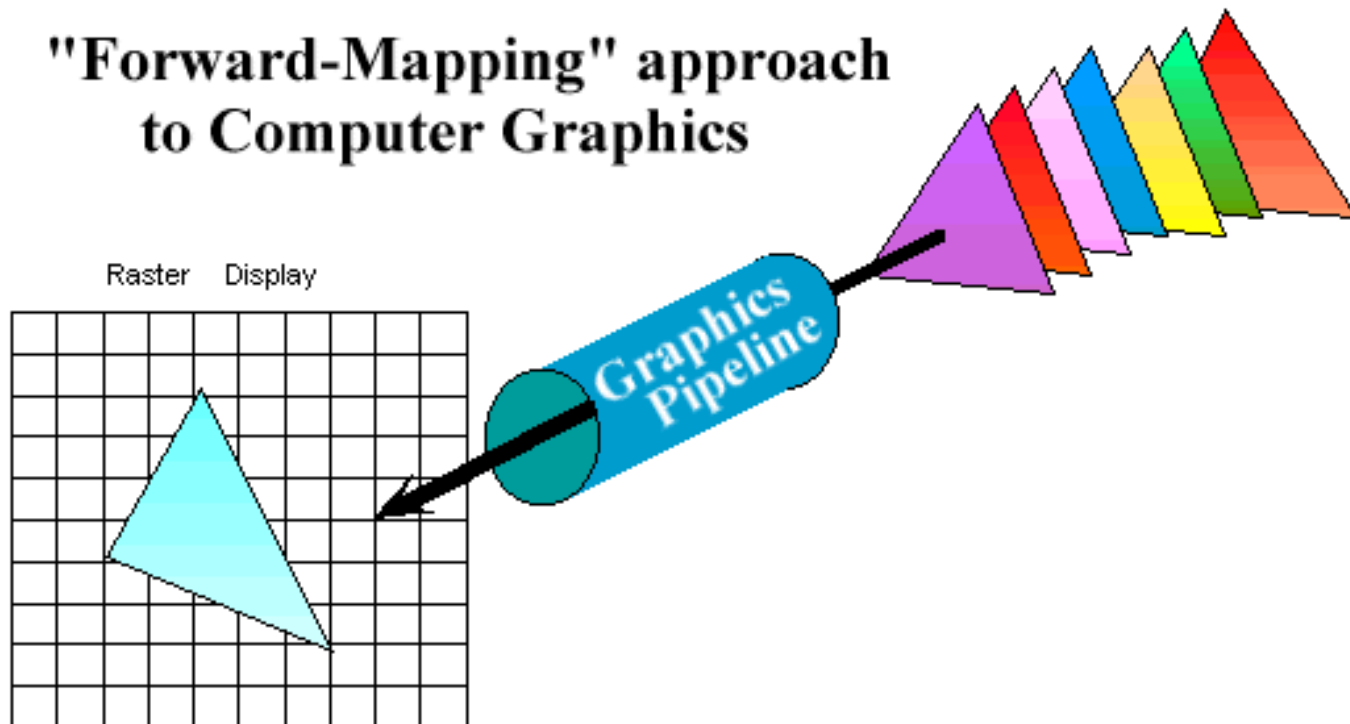 "Forward-Mapping" approach
to Computer Graphics
Raster Display
Graphics
Pipeline